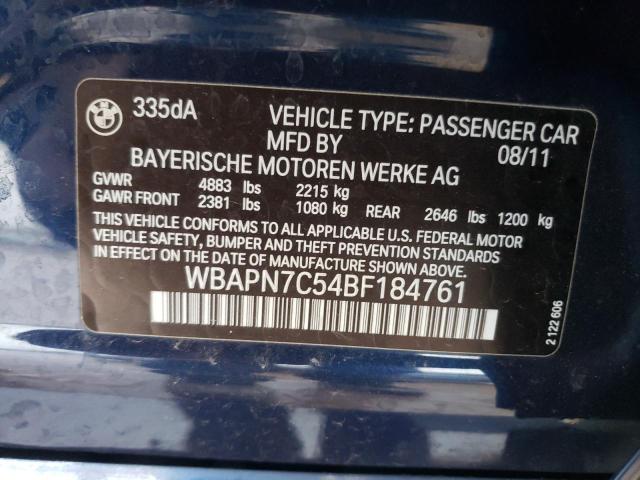 BMW
335dA VEHICLE TYPE: PASSENGER CAR
MFD BY 08/11
BAYERISCHE MOTOREN WERKE AG
GVWR 4883 lbs 2215 kg
GAWR FRONT 2381 lbs 1080 kg REAR 2646 lbs 1200 kg
THIS VEHICLE CONFORMS TO ALL APPLICABLE U.S. FEDERAL MOTOR
VEHICLE SAFETY, BUMPER AND THEFT PREVENTION STANDARDS
IN EFFECT ON THE DATE OF MANUFACTURE SHOWN ABOVE.
WBAPN7C54BF184761
2 122 606